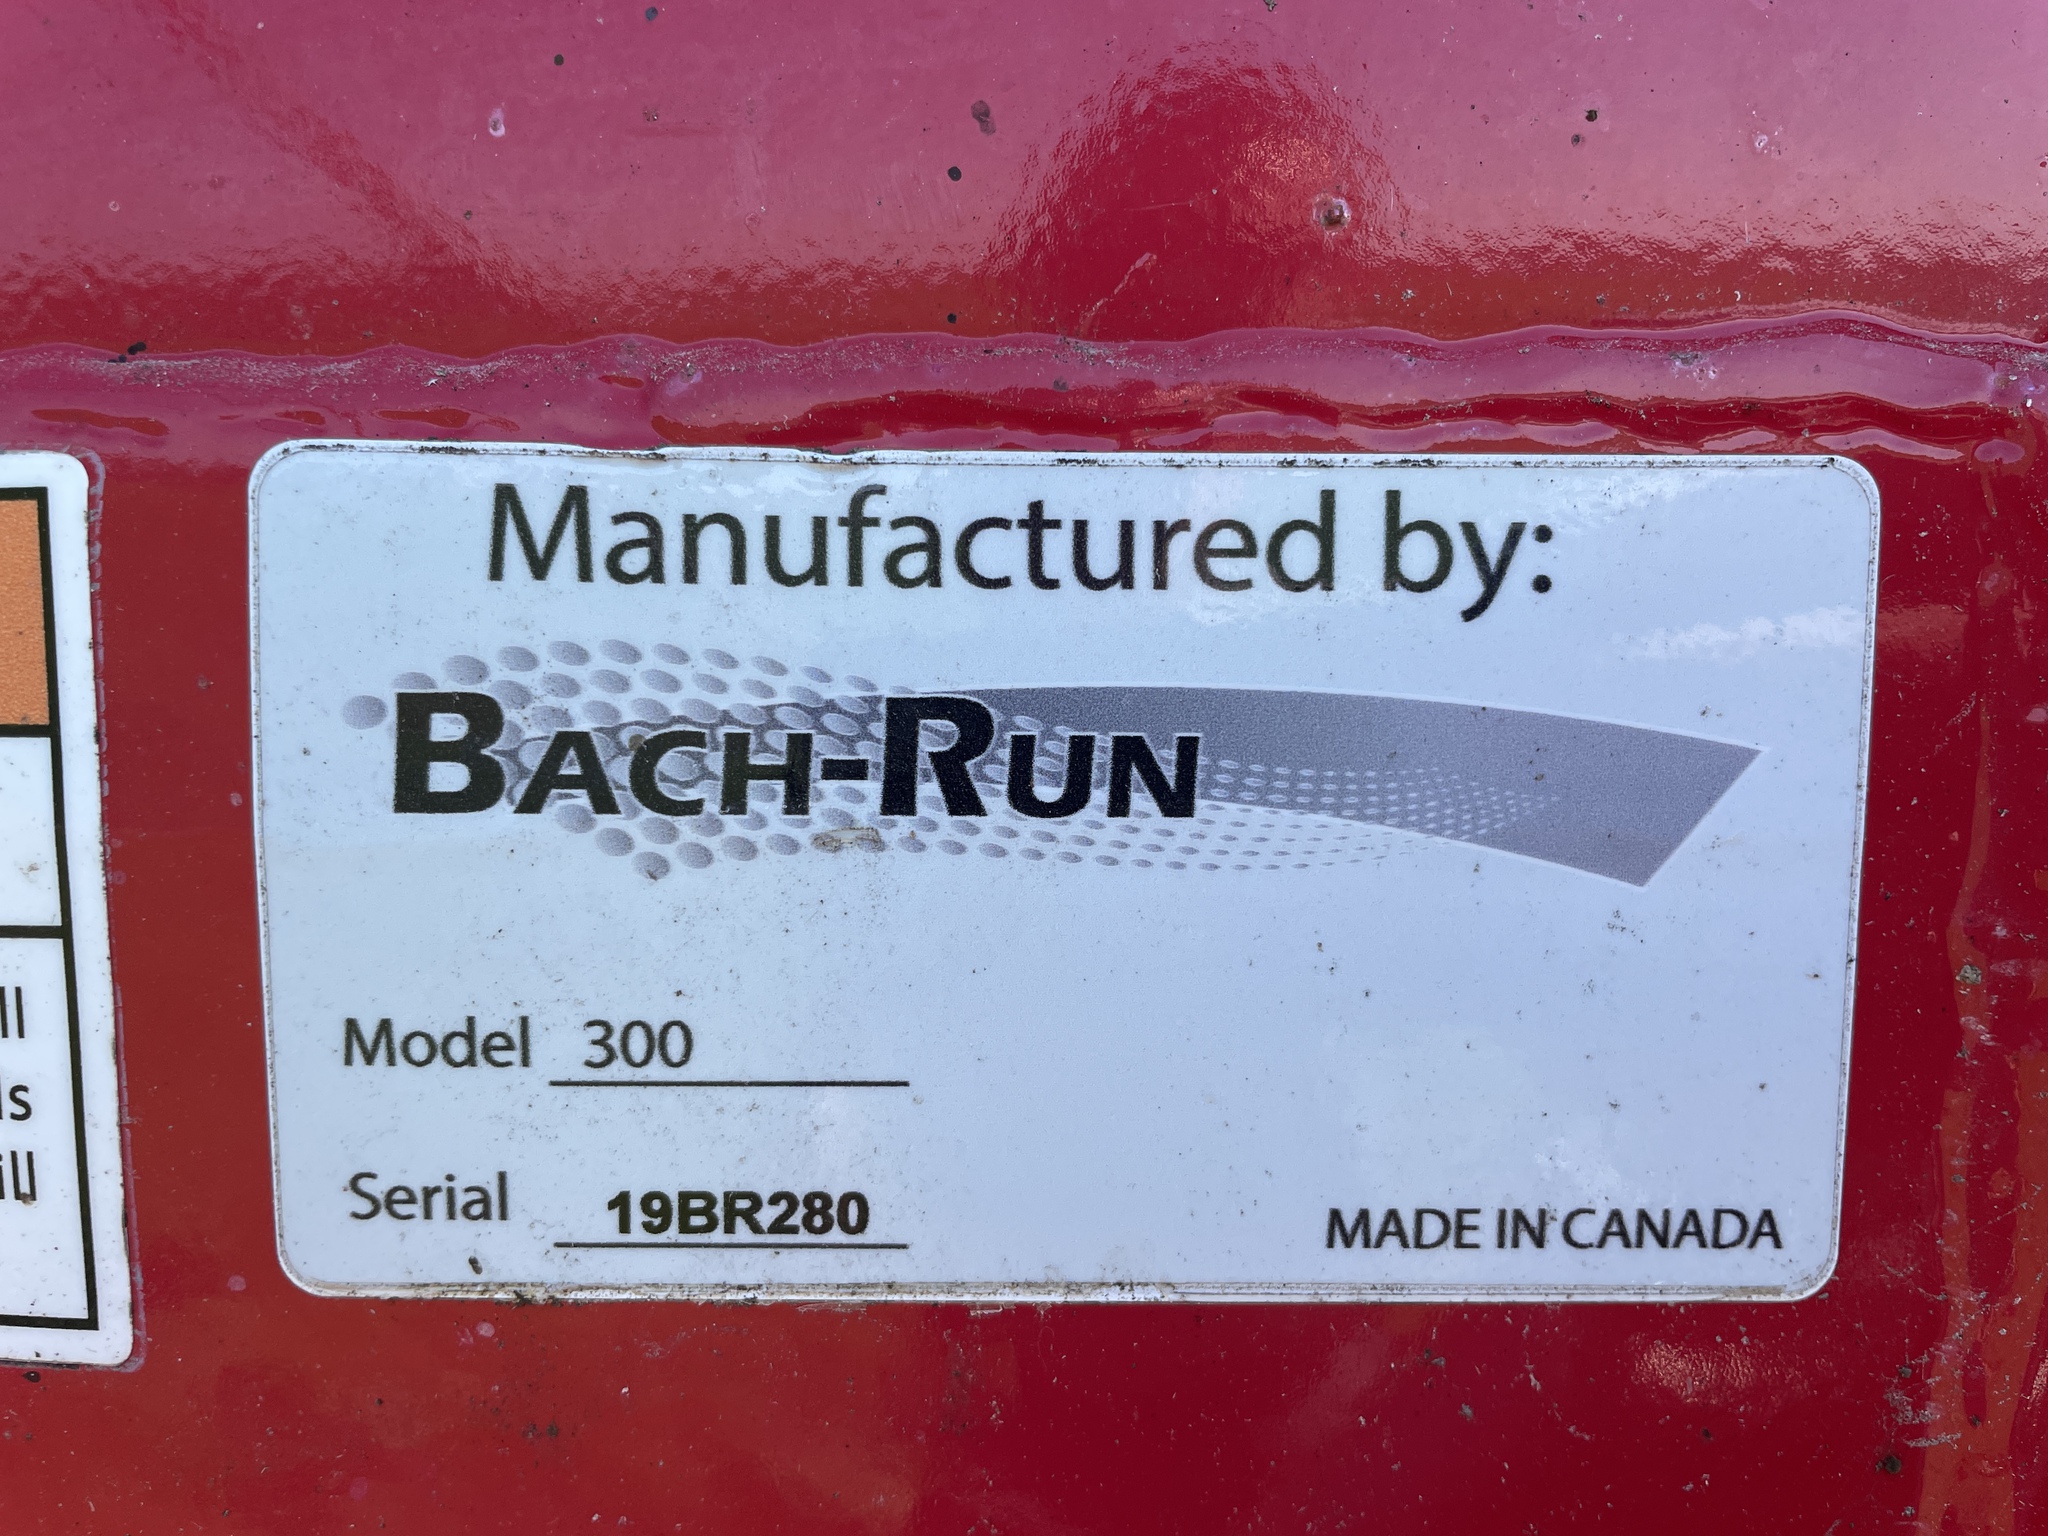 Manufactured by:
BACH-RUN
Model 300
Serial 19BR280
MADE IN CANADA